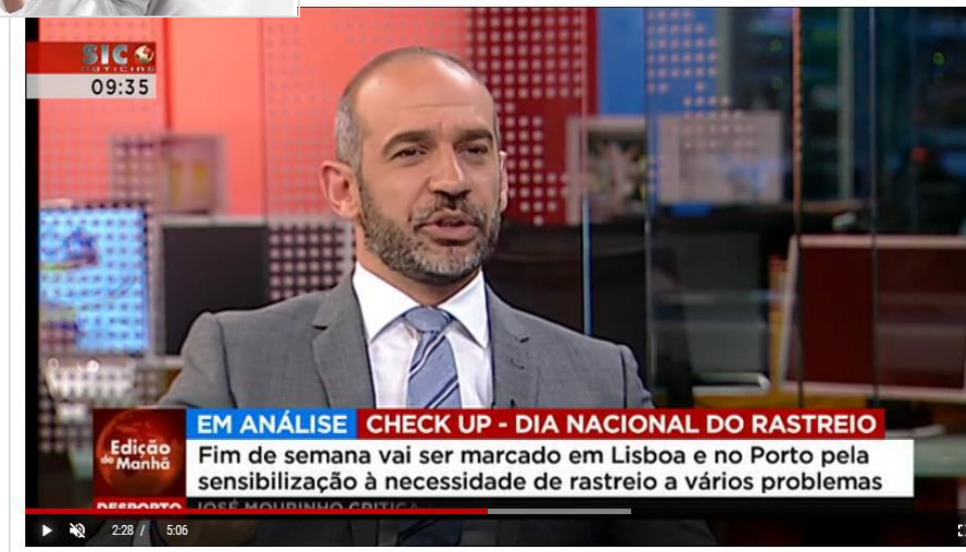 SIC
NOTÍCIAS
09:35
EM ANÁLISE CHECK UP - DIA NACIONAL DO RASTREIO
Edição
da Manhã
Fim de semana vai ser marcado em Lisboa e no Porto pela
sensibilização à necessidade de rastreio a vários problemas
DESPORTO JOSÉ MOURINHO CRITICA
2:28 / 5:06